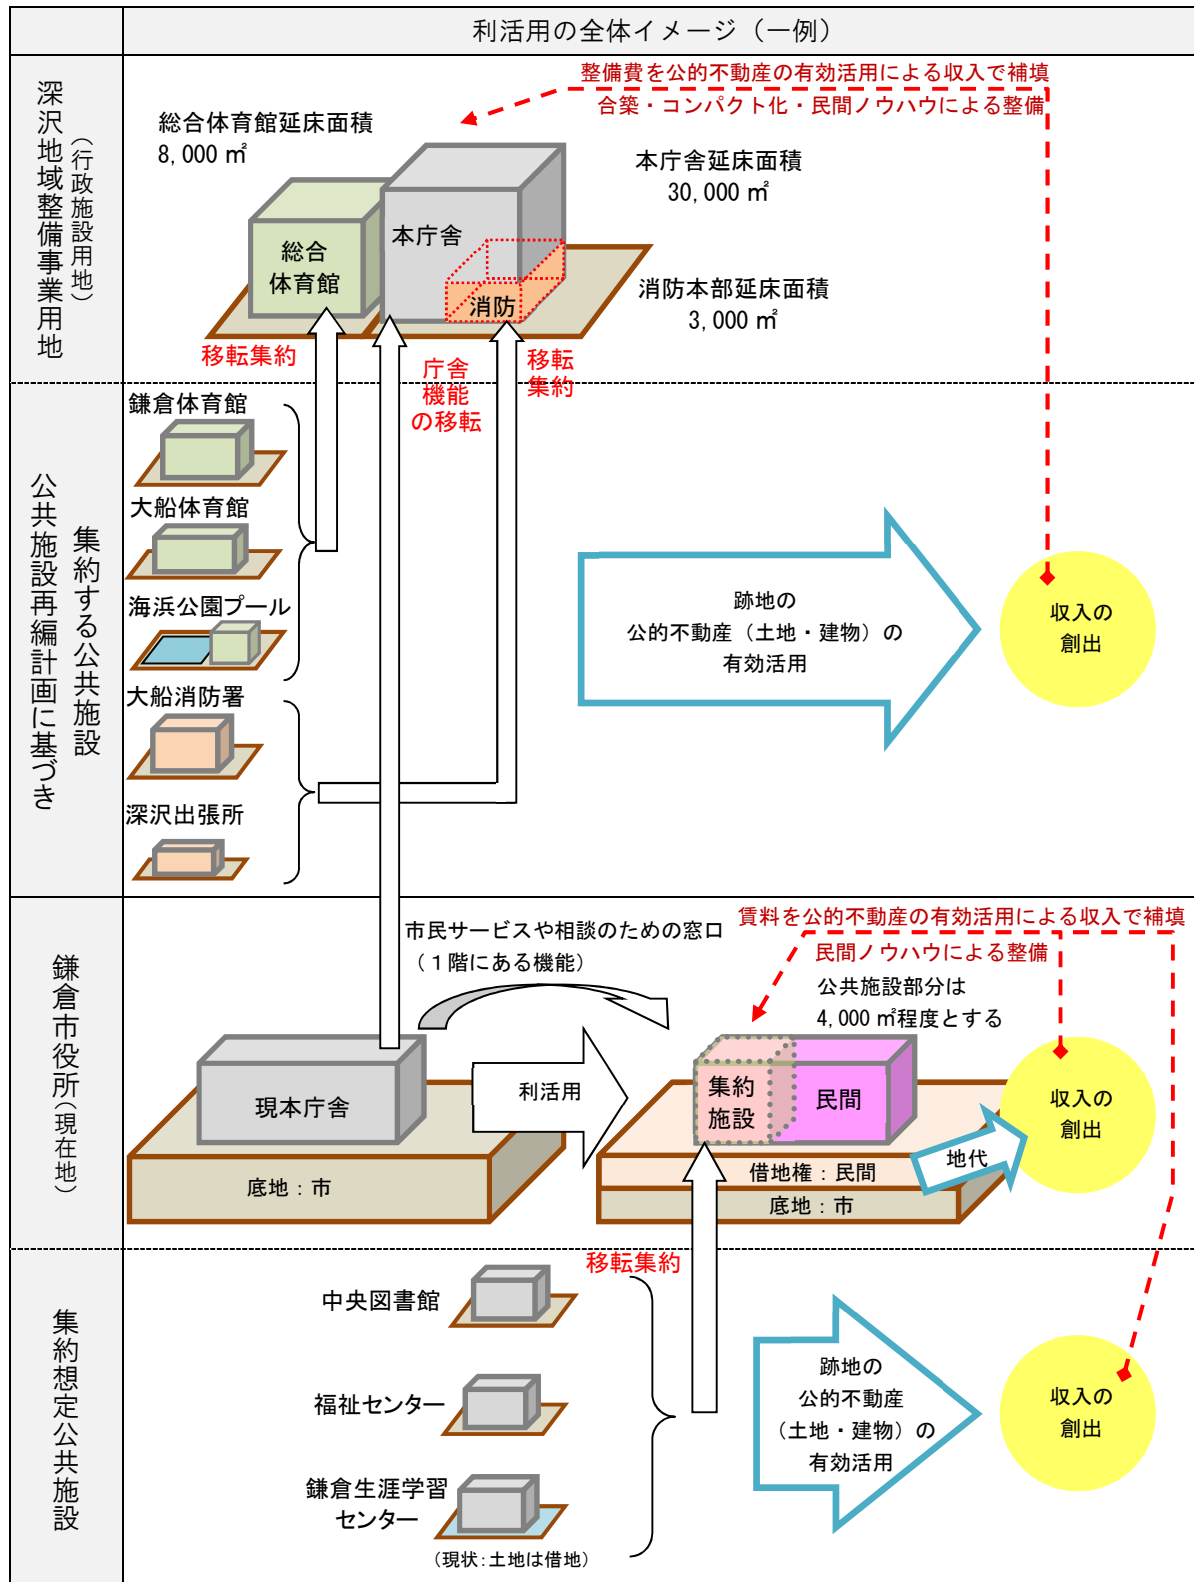 利活用の全体イメージ（一例）
深沢地域整備事業用地
（行政施設用地）
整備費を公的不動産の有効活用による収入で補填
合築・コンパクト化・民間ノウハウによる整備
総合体育館延床面積
8,000 ㎡
本庁舎延床面積
30,000 ㎡
消防本部延床面積
3,000 ㎡
総合
体育館
本庁舎
消防
移転集約
庁舎
機能
の移転
移転
集約
公共施設再編計画に基づき
集約する公共施設
鎌倉体育館
大船体育館
海浜公園プール
大船消防署
深沢出張所
跡地の
公的不動産（土地・建物）の
有効活用
収入の
創出
鎌倉市役所（現在地）
市民サービスや相談のための窓口
（１階にある機能）
賃料を公的不動産の有効活用による収入で補填
民間ノウハウによる整備
公共施設部分は
4,000 ㎡程度とする
現本庁舎
底地：市
利活用
集約
施設
民間
借地権：民間
底地：市
地代
収入の
創出
集約想定公共施設
移転集約
中央図書館
福祉センター
鎌倉生涯学習
センター
（現状：土地は借地）
跡地の
公的不動産
（土地・建物）の
有効活用
収入の
創出